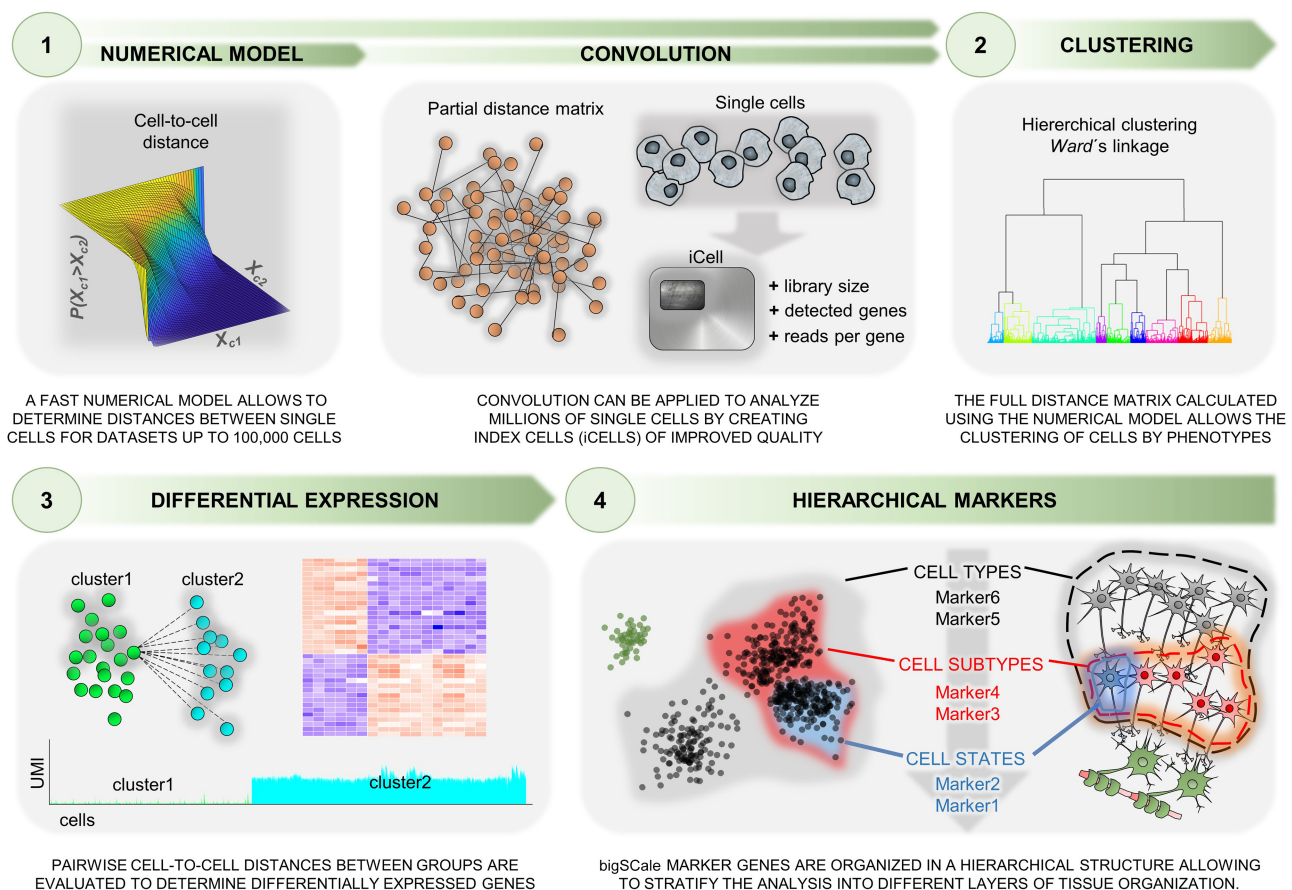 1
NUMERICAL MODEL
CONVOLUTION
Cell-to-cell
distance
P(Xc1>Xc2)
Xc2
Xc1
Partial distance matrix
Single cells
iCell
+ library size
+ detected genes
+ reads per gene
A FAST NUMERICAL MODEL ALLOWS TO
DETERMINE DISTANCES BETWEEN SINGLE
CELLS FOR DATASETS UP TO 100,000 CELLS
CONVOLUTION CAN BE APPLIED TO ANALYZE
MILLIONS OF SINGLE CELLS BY CREATING
INDEX CELLS (iCELLS) OF IMPROVED QUALITY
2
CLUSTERING
Hiererchical clustering
Ward´s linkage
THE FULL DISTANCE MATRIX CALCULATED
USING THE NUMERICAL MODEL ALLOWS THE
CLUSTERING OF CELLS BY PHENOTYPES
3
DIFFERENTIAL EXPRESSION
cluster1
cluster2
UMI
cluster1
cluster2
cells
PAIRWISE CELL-TO-CELL DISTANCES BETWEEN GROUPS ARE
EVALUATED TO DETERMINE DIFFERENTIALLY EXPRESSED GENES
4
HIERARCHICAL MARKERS
CELL TYPES
Marker6
Marker5
CELL SUBTYPES
Marker4
Marker3
CELL STATES
Marker2
Marker1
bigSCale MARKER GENES ARE ORGANIZED IN A HIERARCHICAL STRUCTURE ALLOWING
TO STRATIFY THE ANALYSIS INTO DIFFERENT LAYERS OF TISSUE ORGANIZATION.